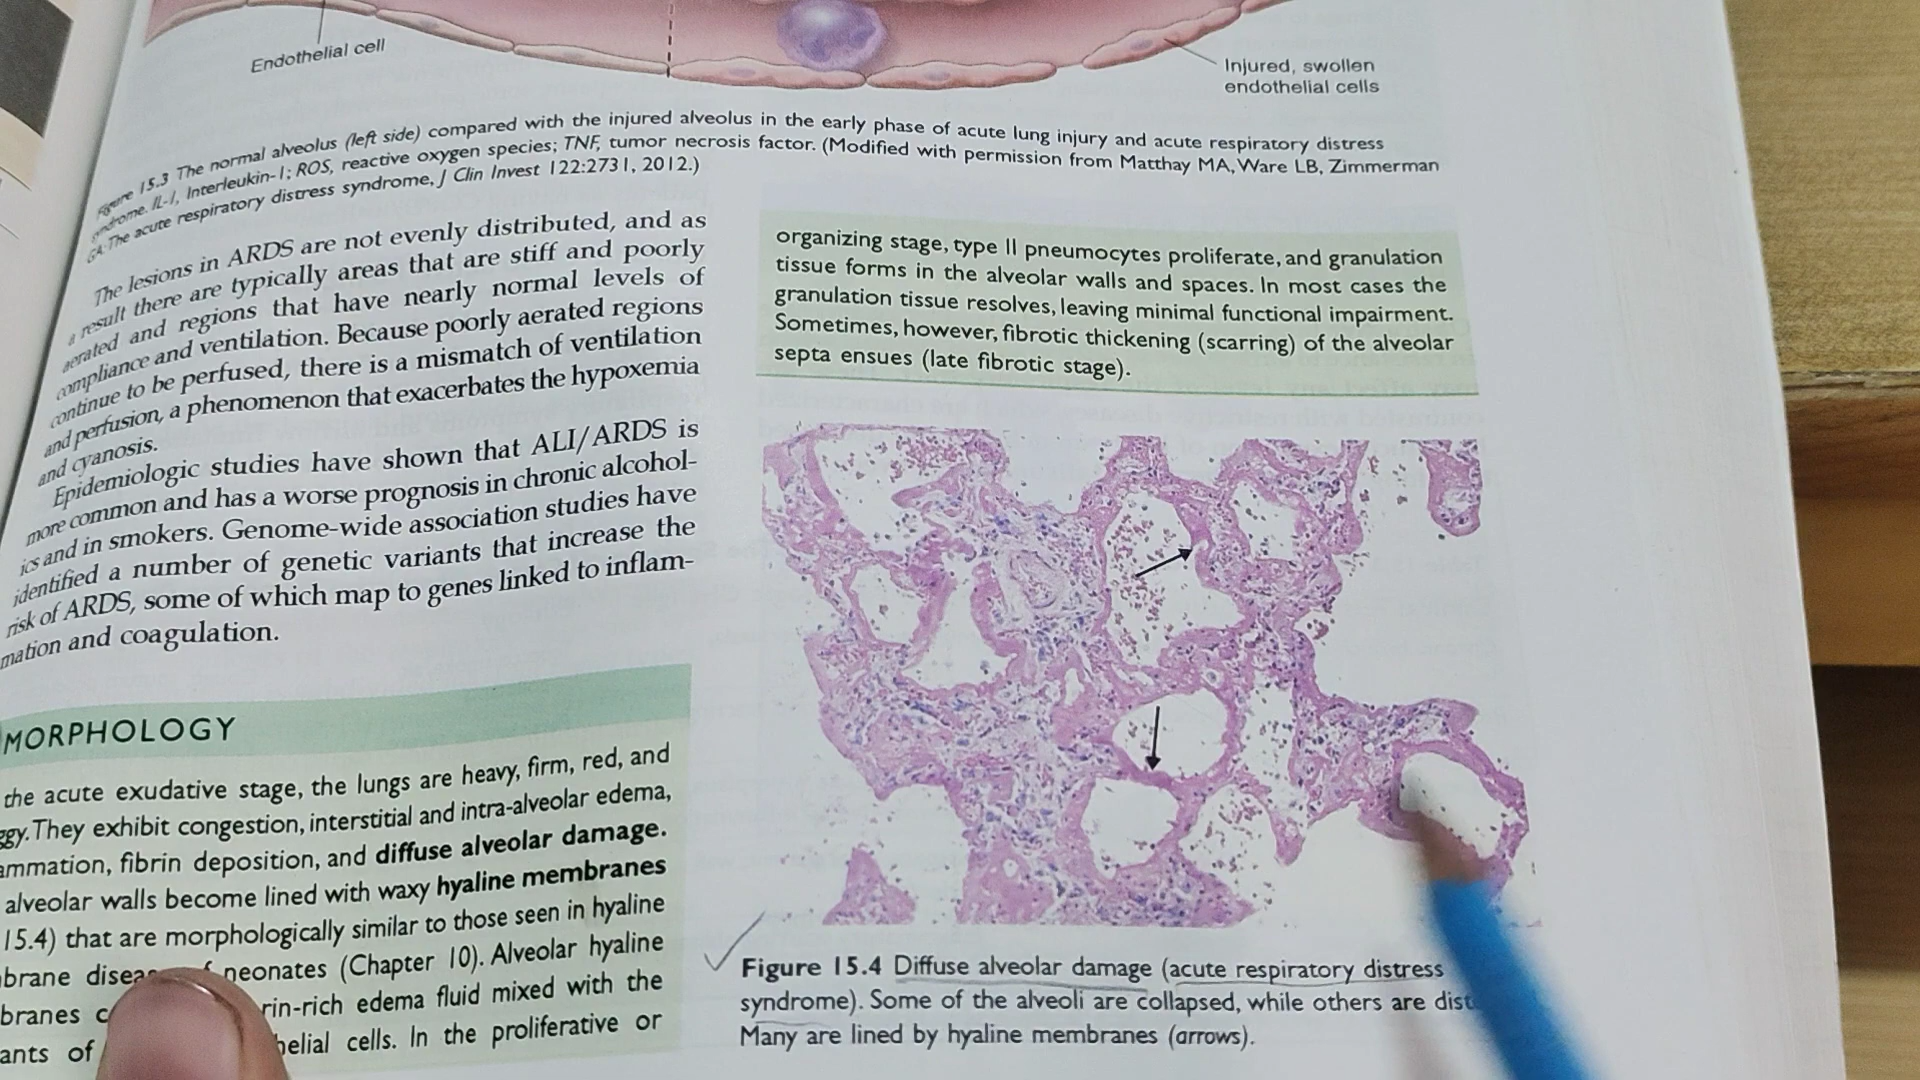 Endothelial cell
Injured, swollen
endothelial cells
Figure 15.3 The normal alveolus (left side) compared with the injured alveolus in the early phase of acute lung injury and acute respiratory distress
syndrome. IL-1, Interleukin-1; ROS, reactive oxygen species; TNF, tumor necrosis factor. (Modified with permission from Matthay MA, Ware LB, Zimmerman
GA: The acute respiratory distress syndrome, J Clin Invest 122:2731, 2012.)
The lesions in ARDS are not evenly distributed, and as
a result there are typically areas that are stiff and poorly
aerated and regions that have nearly normal levels of
compliance and ventilation. Because poorly aerated regions
continue to be perfused, there is a mismatch of ventilation
and perfusion, a phenomenon that exacerbates the hypoxemia
and cyanosis.
Epidemiologic studies have shown that ALI/ARDS is
more common and has a worse prognosis in chronic alcohol-
ics and in smokers. Genome-wide association studies have
identified a number of genetic variants that increase the
risk of ARDS, some of which map to genes linked to inflam-
mation and coagulation.
MORPHOLOGY
the acute exudative stage, the lungs are heavy, firm, red, and
ggy. They exhibit congestion, interstitial and intra-alveolar edema,
ammation, fibrin deposition, and diffuse alveolar damage.
alveolar walls become lined with waxy hyaline membranes
15.4) that are morphologically similar to those seen in hyaline
brane neonates (Chapter 10). Alveolar hyaline
branes rin-rich edema fluid mixed with the
ants of helial cells. In the proliferative or
organizing stage, type II pneumocytes proliferate, and granulation
tissue forms in the alveolar walls and spaces. In most cases the
granulation tissue resolves, leaving minimal functional impairment.
Sometimes, however, fibrotic thickening (scarring) of the alveolar
septa ensues (late fibrotic stage).
Figure 15.4 Diffuse alveolar damage (acute respiratory distress
syndrome). Some of the alveoli are collapsed, while others are
Many are lined by hyaline membranes (arrows).